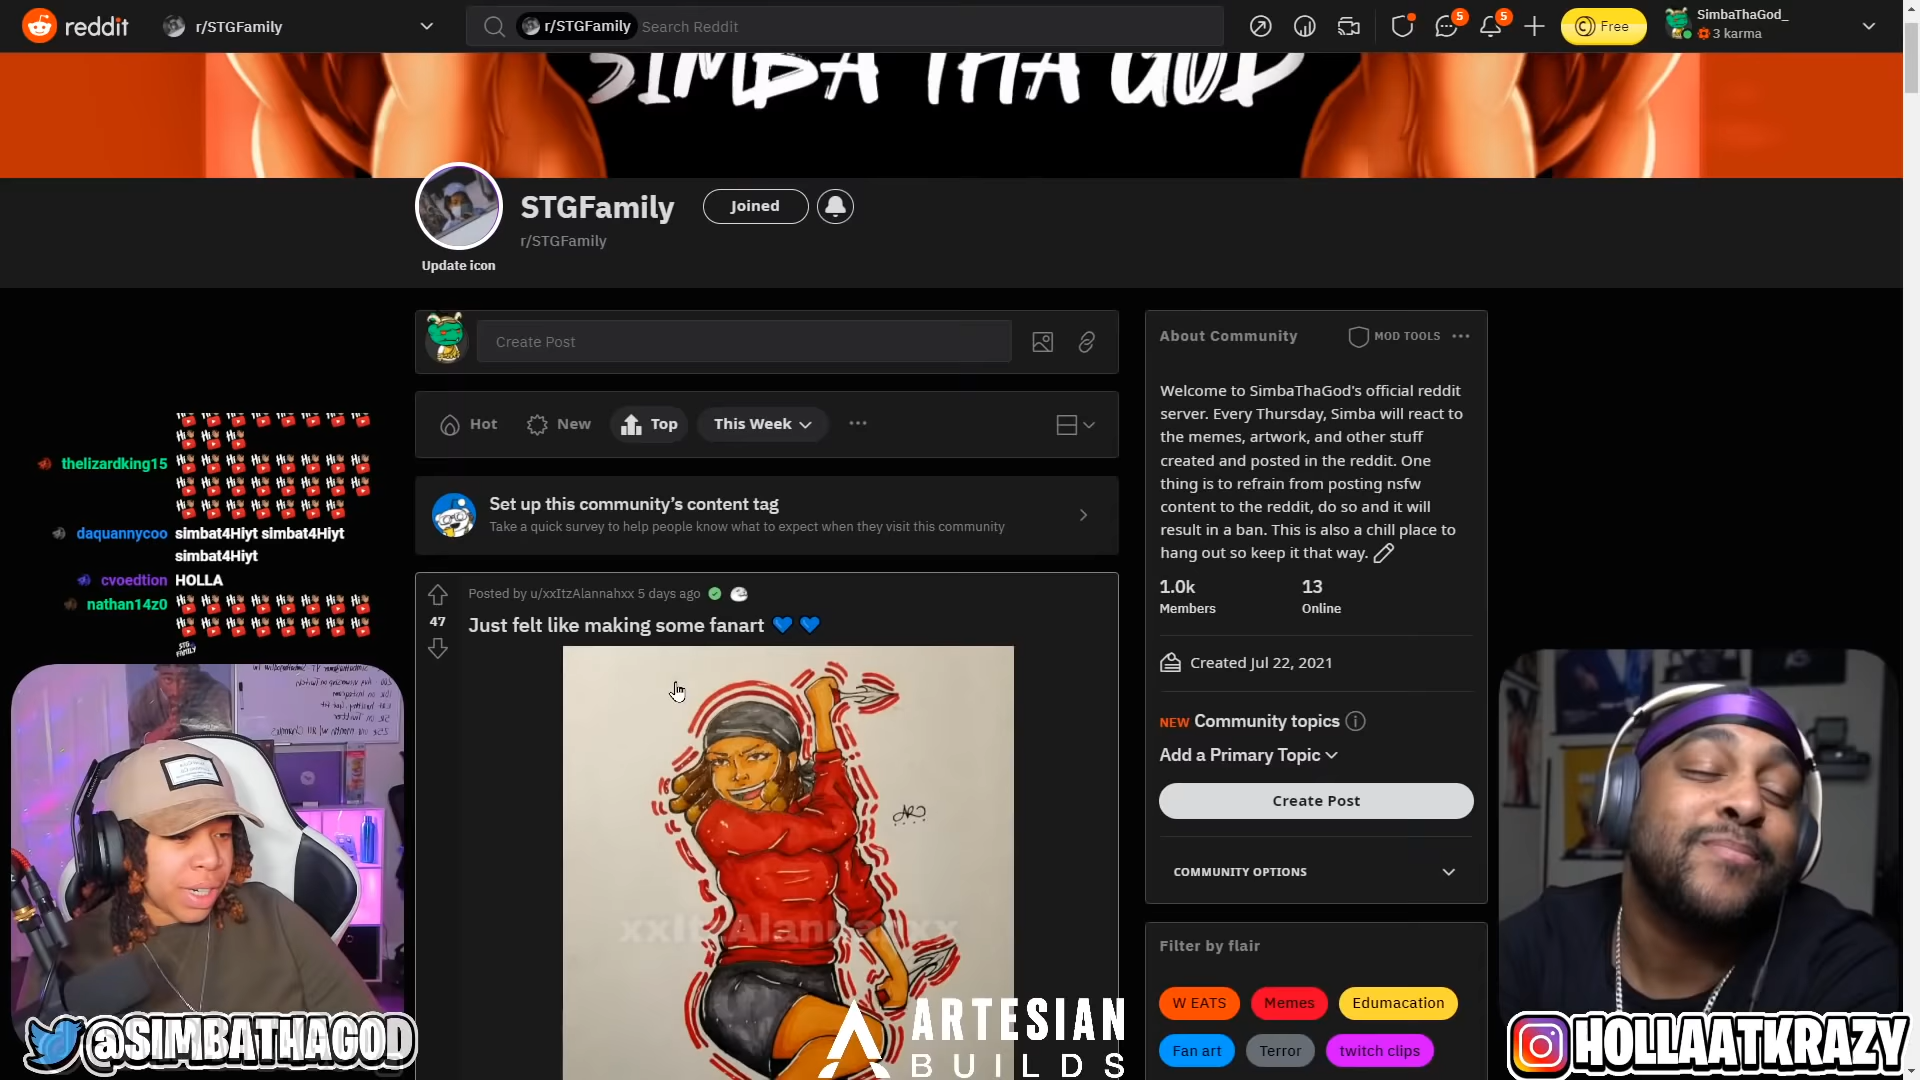 reddit
r/STGFamily
r/STGFamily Search Reddit
5
5
Free
SimbaThaGod_
3 karma
SIMBA THA GOD
STGFamily
r/STGFamily
Joined
Update icon
Create Post
Hot
New
Top
This Week
Set up this community's content tag
Take a quick survey to help people know what to expect when they visit this community
Posted by u/xxItzAlannahxx 5 days ago
47
Just felt like making some fanart
xxItzAlannahxx
About Community
MOD TOOLS
Welcome to SimbaThaGod's official reddit
server. Every Thursday, Simba will react to
the memes, artwork, and other stuff
created and posted in the reddit. One
thing is to refrain from posting nsfw
content to the reddit, do so and it will
result in a ban. This is also a chill place to
hang out so keep it that way.
1.0k
Members
13
Online
Created Jul 22, 2021
NEW Community topics
Add a Primary Topic
Create Post
COMMUNITY OPTIONS
Filter by flair
W EATS
Memes
Edumacation
Fan art
Terror
twitch clips
thelizardking15
daquannycoo simbat4Hiyt simbat4Hiyt
simbat4Hiyt
cvoedtion HOLLA
nathan14z0
@SIMBATHAGOD
ARTESIAN
BUILDS
HOLLAATKRAZY